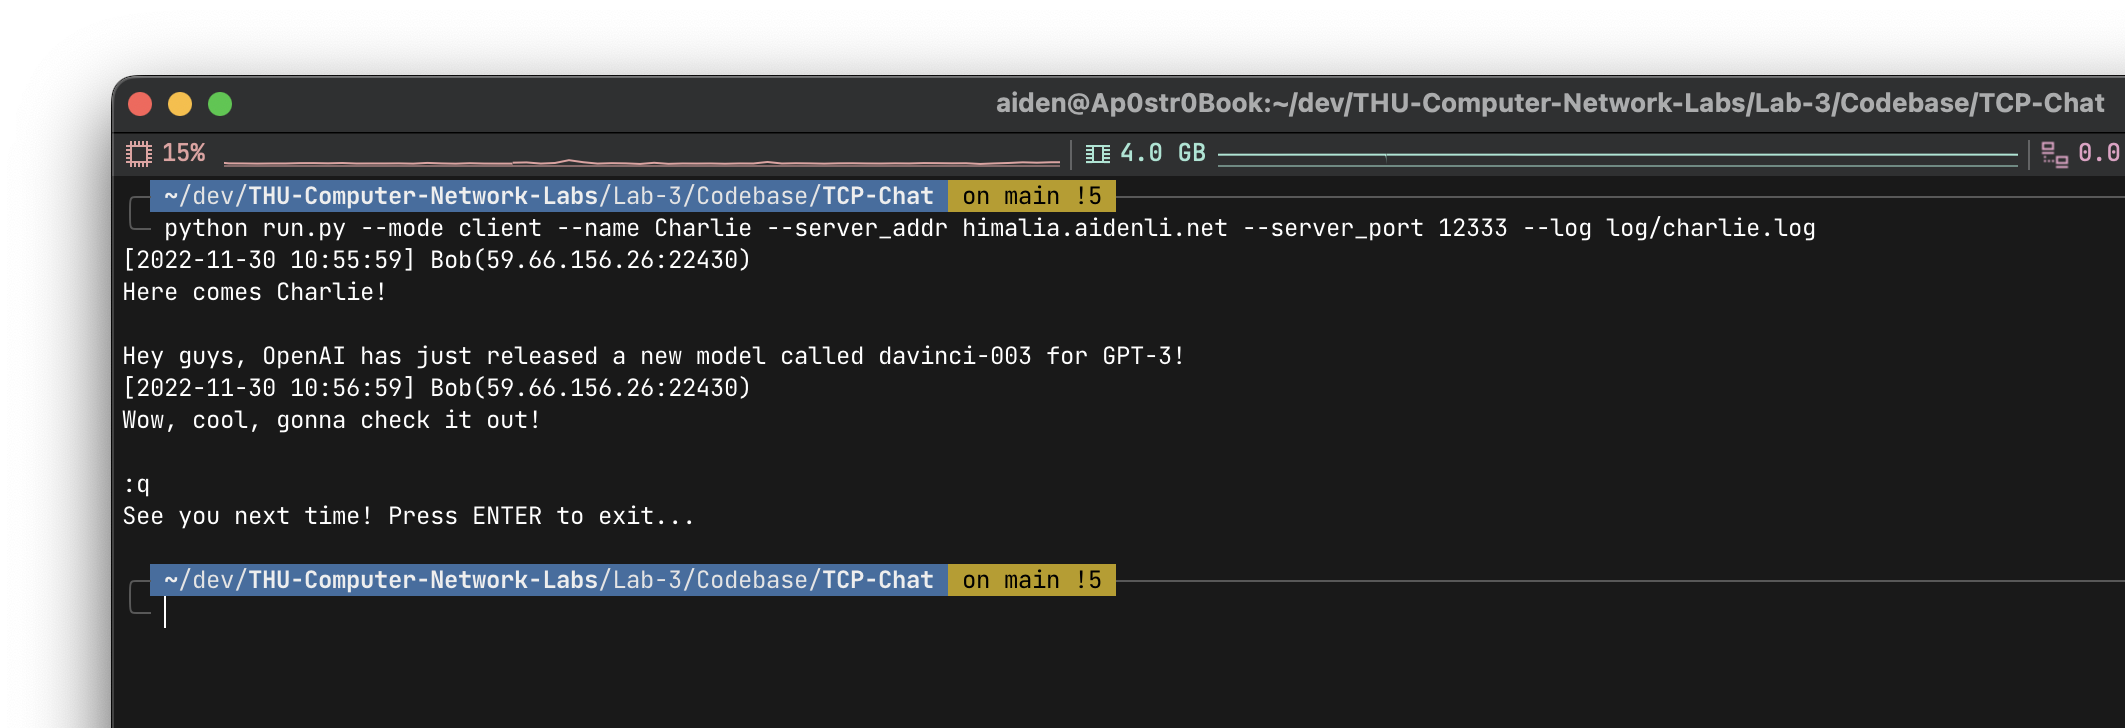 aiden@Ap0str0Book:~/dev/THU-Computer-Network-Labs/Lab-3/Codebase/TCP-Chat
15% 4.0 GB 0.0
~/dev/THU-Computer-Network-Labs/Lab-3/Codebase/TCP-Chat on main !5
python run.py --mode client --name Charlie --server_addr himalia.aidenli.net --server_port 12333 --log log/charlie.log
[2022-11-30 10:55:59] Bob(59.66.156.26:22430)
Here comes Charlie!
Hey guys, OpenAI has just released a new model called davinci-003 for GPT-3!
[2022-11-30 10:56:59] Bob(59.66.156.26:22430)
Wow, cool, gonna check it out!
:q
See you next time! Press ENTER to exit...
~/dev/THU-Computer-Network-Labs/Lab-3/Codebase/TCP-Chat on main !5